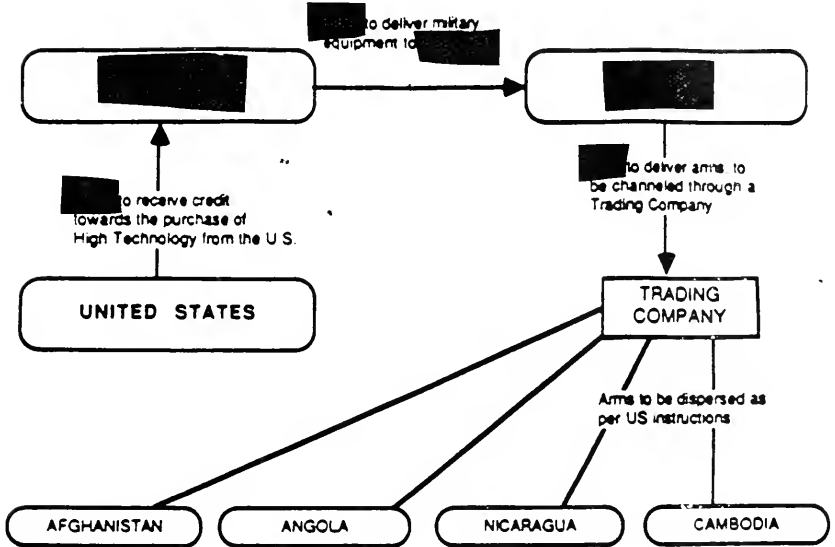 to deliver military
equipment to
to receive credit
towards the purchase of
High Technology from the U.S.
to deliver arms, to
be channeled through a
Trading Company
UNITED STATES
TRADING
COMPANY
Arms to be dispersed as
per US instructions
AFGHANISTAN
ANGOLA
NICARAGUA
CAMBODIA